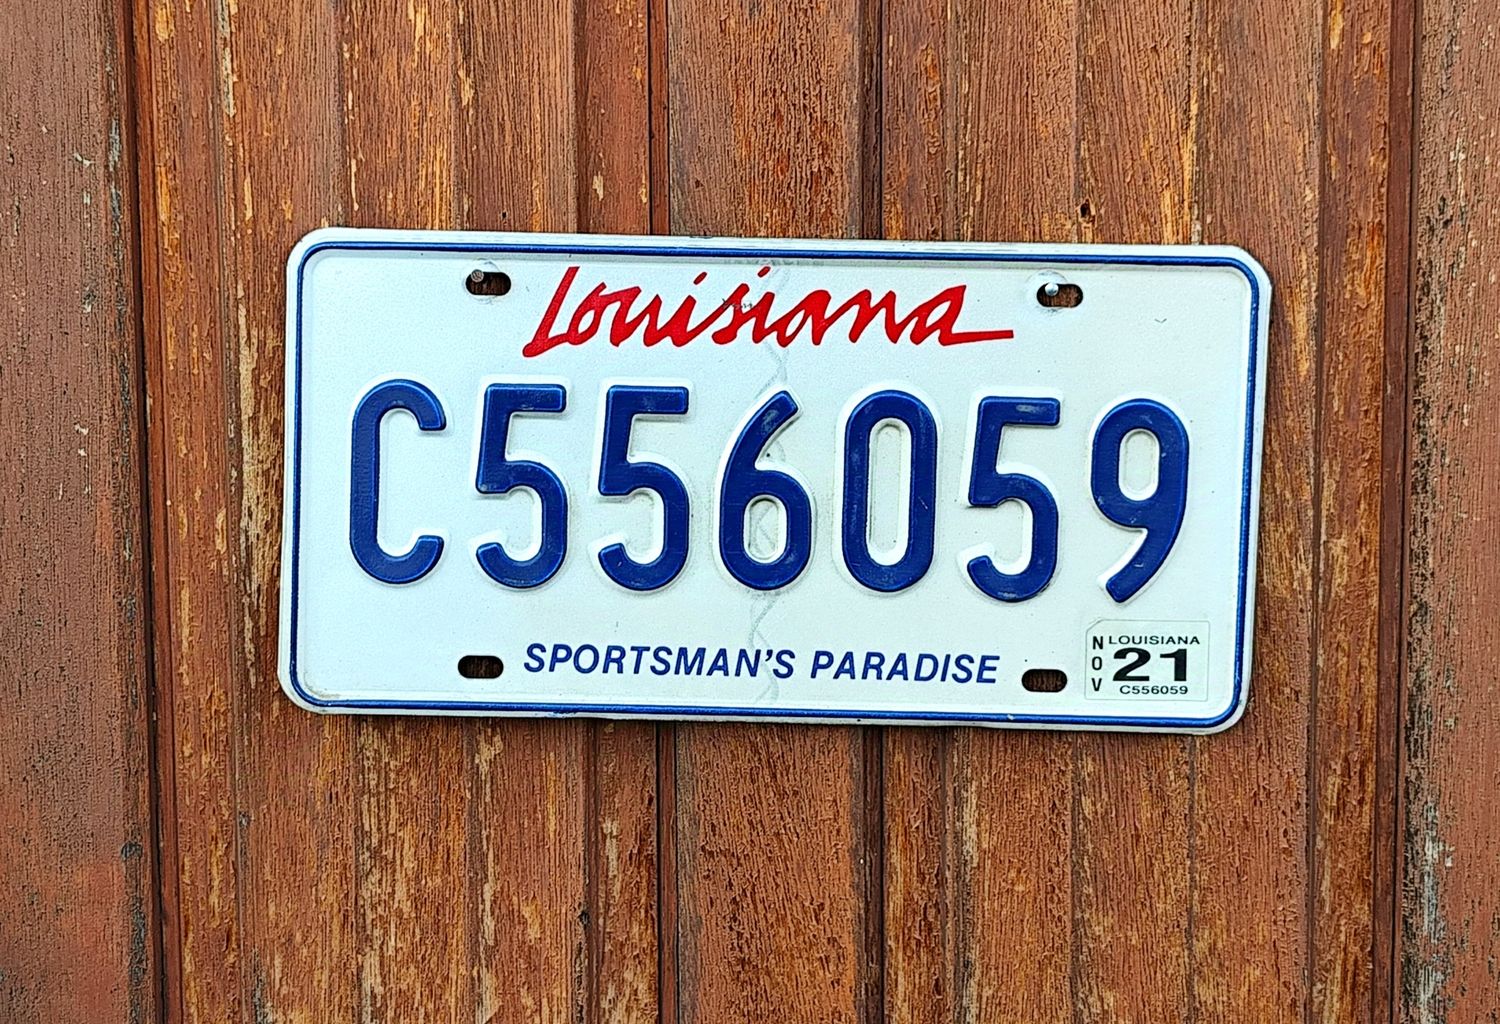 Louisiana
C556059
SPORTSMAN'S PARADISE
NOV
LOUISIANA
21
C556059